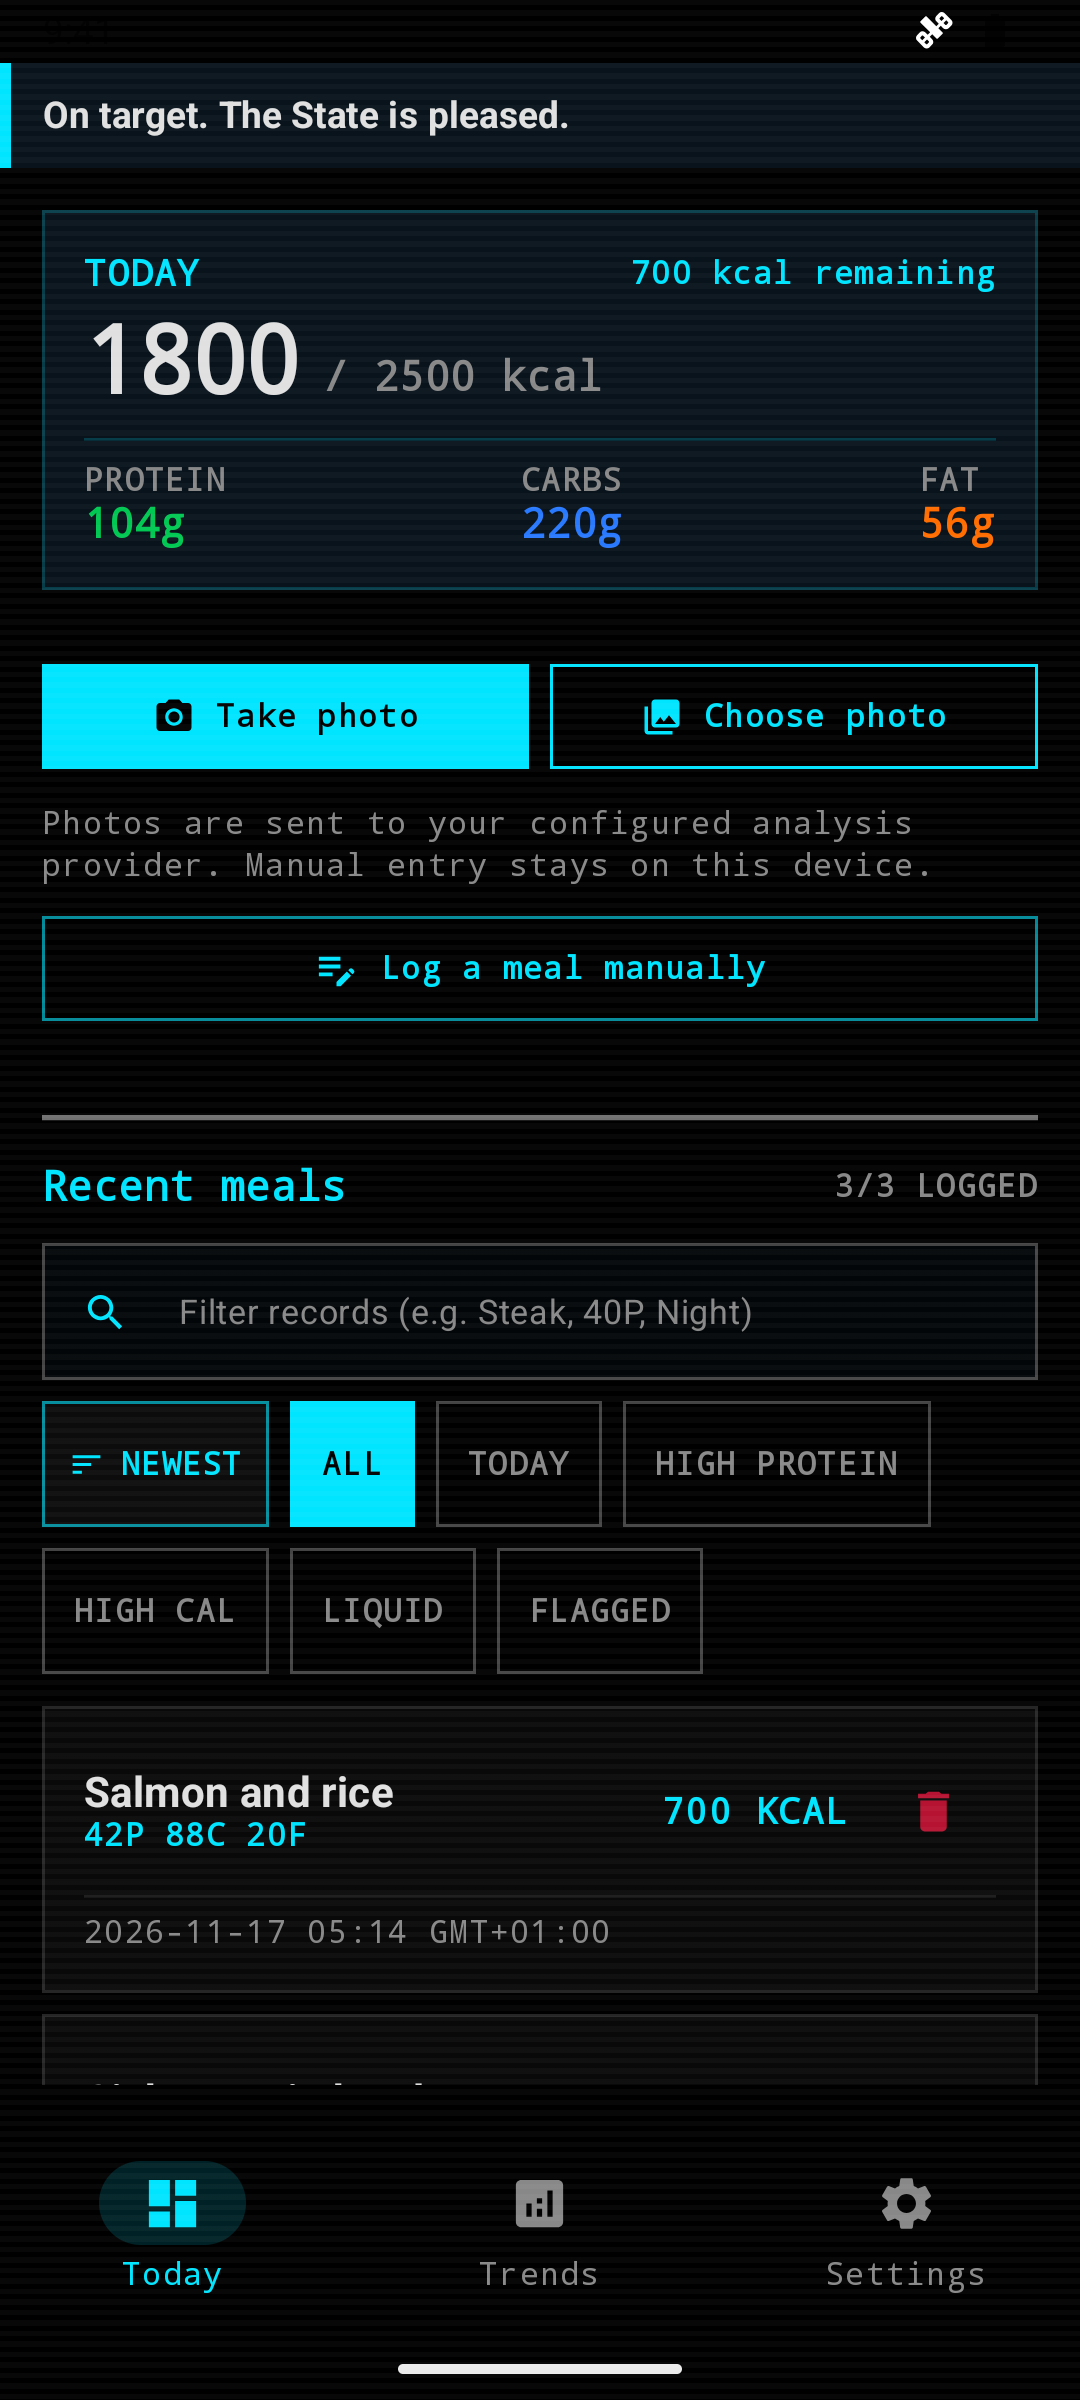 On target. The State is pleased.
TODAY
700 kcal remaining
1800 / 2500 kcal
PROTEIN CARBS FAT
104g 220g 56g
Take photo
Choose photo
Photos are sent to your configured analysis
provider. Manual entry stays on this device.
Log a meal manually
Recent meals
3/3 LOGGED
Filter records (e.g. Steak, 40P, Night)
NEWEST ALL TODAY HIGH PROTEIN
HIGH CAL LIQUID FLAGGED
Salmon and rice
42P 88C 20F
700 KCAL
2026-11-17 05:14 GMT+01:00
Today Trends Settings